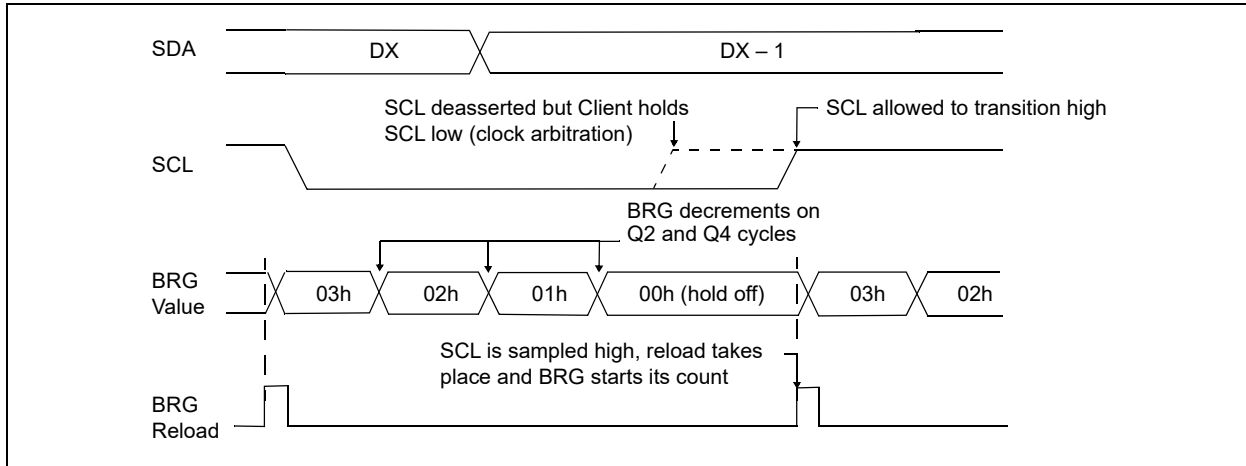 SDA
DX
DX – 1
SCL deasserted but Client holds
SCL low (clock arbitration)
SCL allowed to transition high
SCL
BRG decrements on
Q2 and Q4 cycles
BRG
Value
03h
02h
01h
00h (hold off)
03h
02h
SCL is sampled high, reload takes
place and BRG starts its count
BRG
Reload